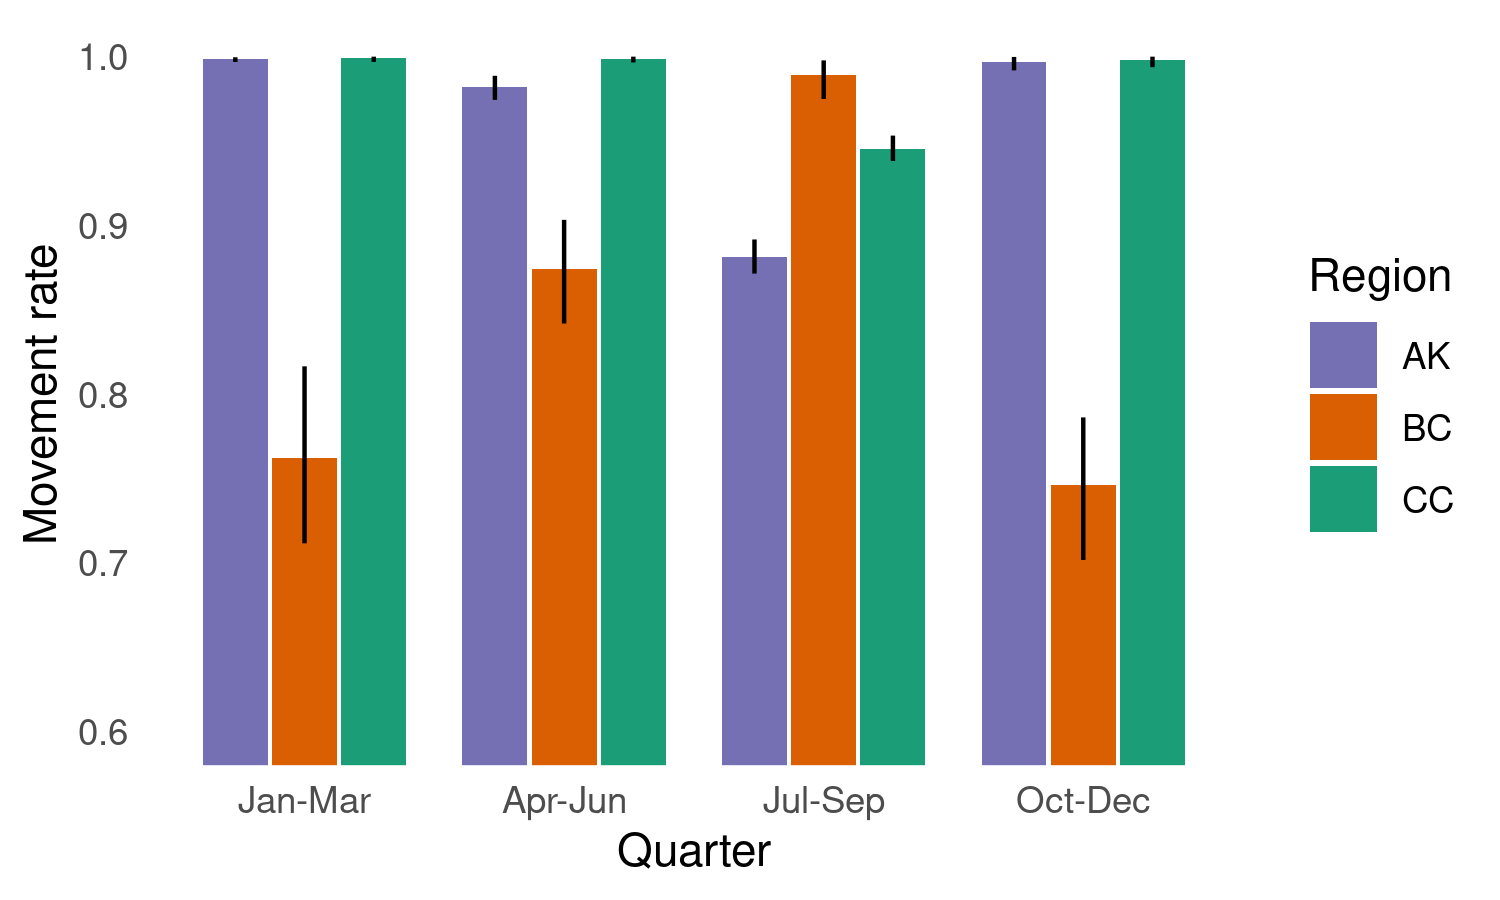 1.0
0.9
0.8
0.7
0.6
Movement rate
Jan-Mar
Apr-Jun
Jul-Sep
Oct-Dec
Quarter
Region
AK
BC
CC